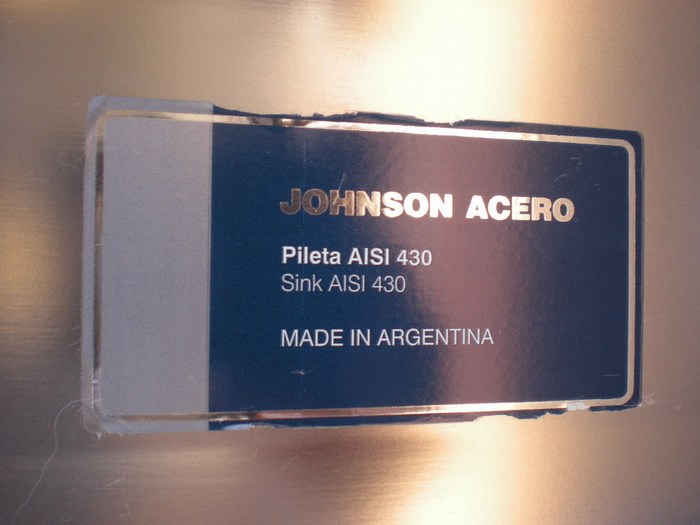 JOHNSON ACERO
Pileta AISI 430
Sink AISI 430
MADE IN ARGENTINA